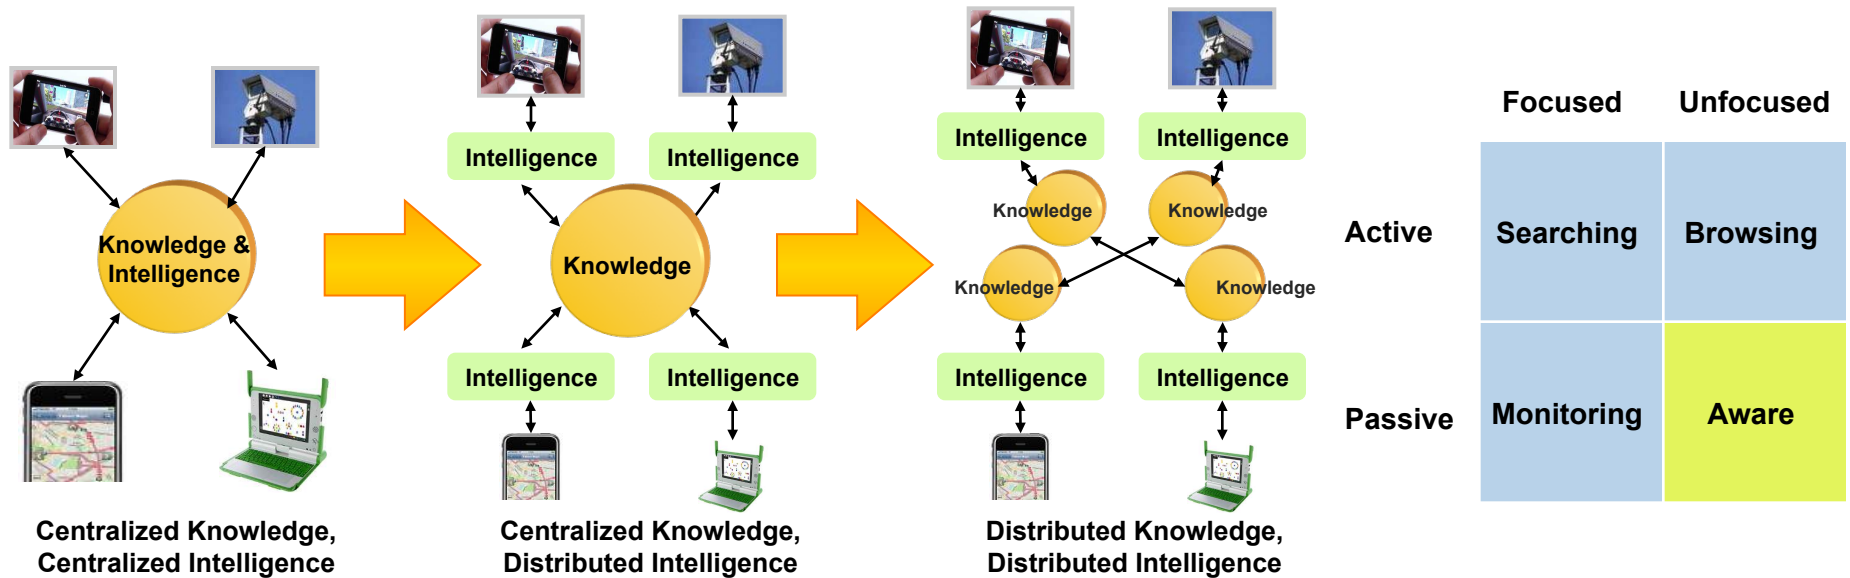 Knowledge &
Intelligence
Centralized Knowledge,
Centralized Intelligence
Intelligence
Intelligence
Knowledge
Intelligence
Intelligence
Centralized Knowledge,
Distributed Intelligence
Intelligence
Intelligence
Knowledge
Knowledge
Knowledge
Knowledge
Intelligence
Intelligence
Distributed Knowledge,
Distributed Intelligence
Focused
Unfocused
Active
Searching
Browsing
Passive
Monitoring
Aware